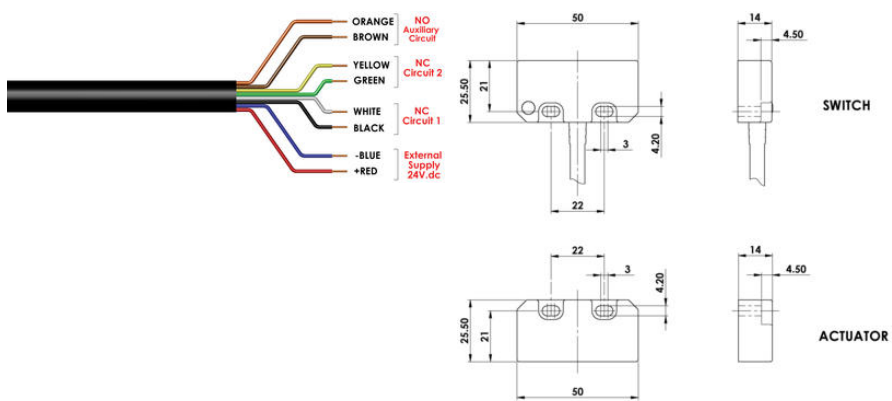 ORANGE
BROWN
NO
Auxiliary
Circuit
YELLOW
GREEN
NC
Circuit 2
WHITE
BLACK
NC
Circuit 1
-BLUE
+RED
External
Supply
24V.dc
50
25.50
21
4.20
3
22
14
4.50
SWITCH
22
3
4.20
25.50
21
50
14
4.50
ACTUATOR